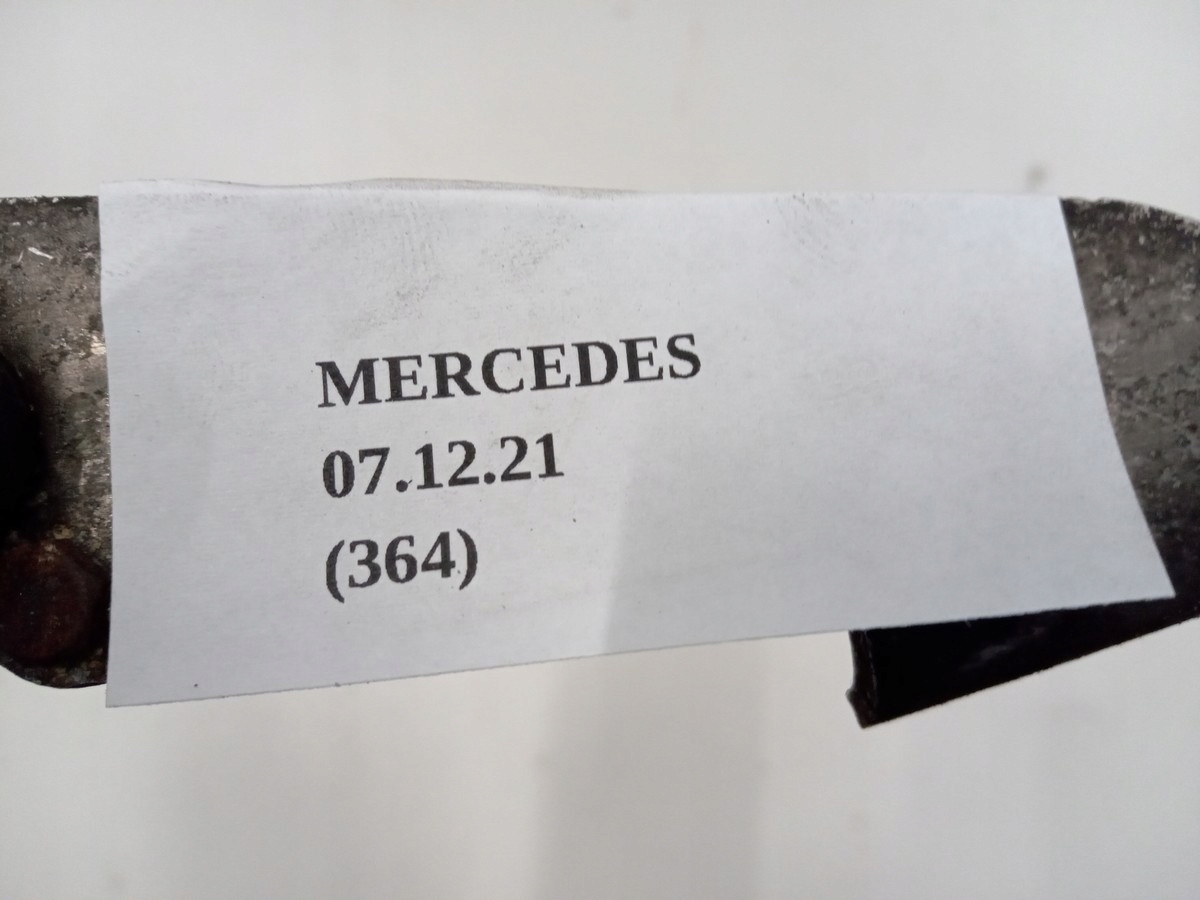 MERCEDES
07.12.21
(364)